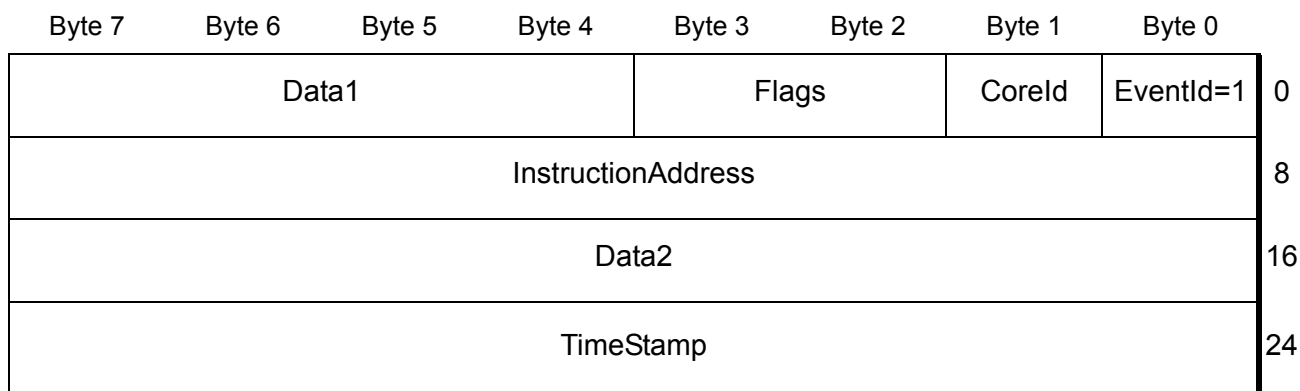 Byte 7 Byte 6 Byte 5 Byte 4 Byte 3 Byte 2 Byte 1 Byte 0
Data1 Flags CoreId EventId=1 0
InstructionAddress 8
Data2 16
TimeStamp 24